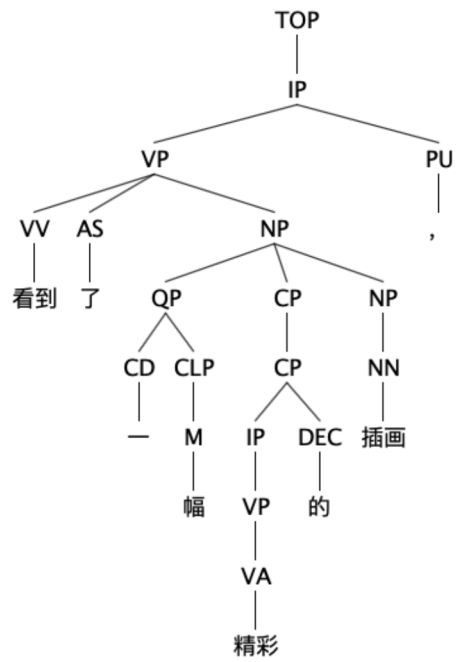 TOP
IP
VP PU
VV AS NP ，
看到 了 QP CP NP
CD CLP CP NN
一 M IP DEC 插画
幅 VP 的
VA
精彩